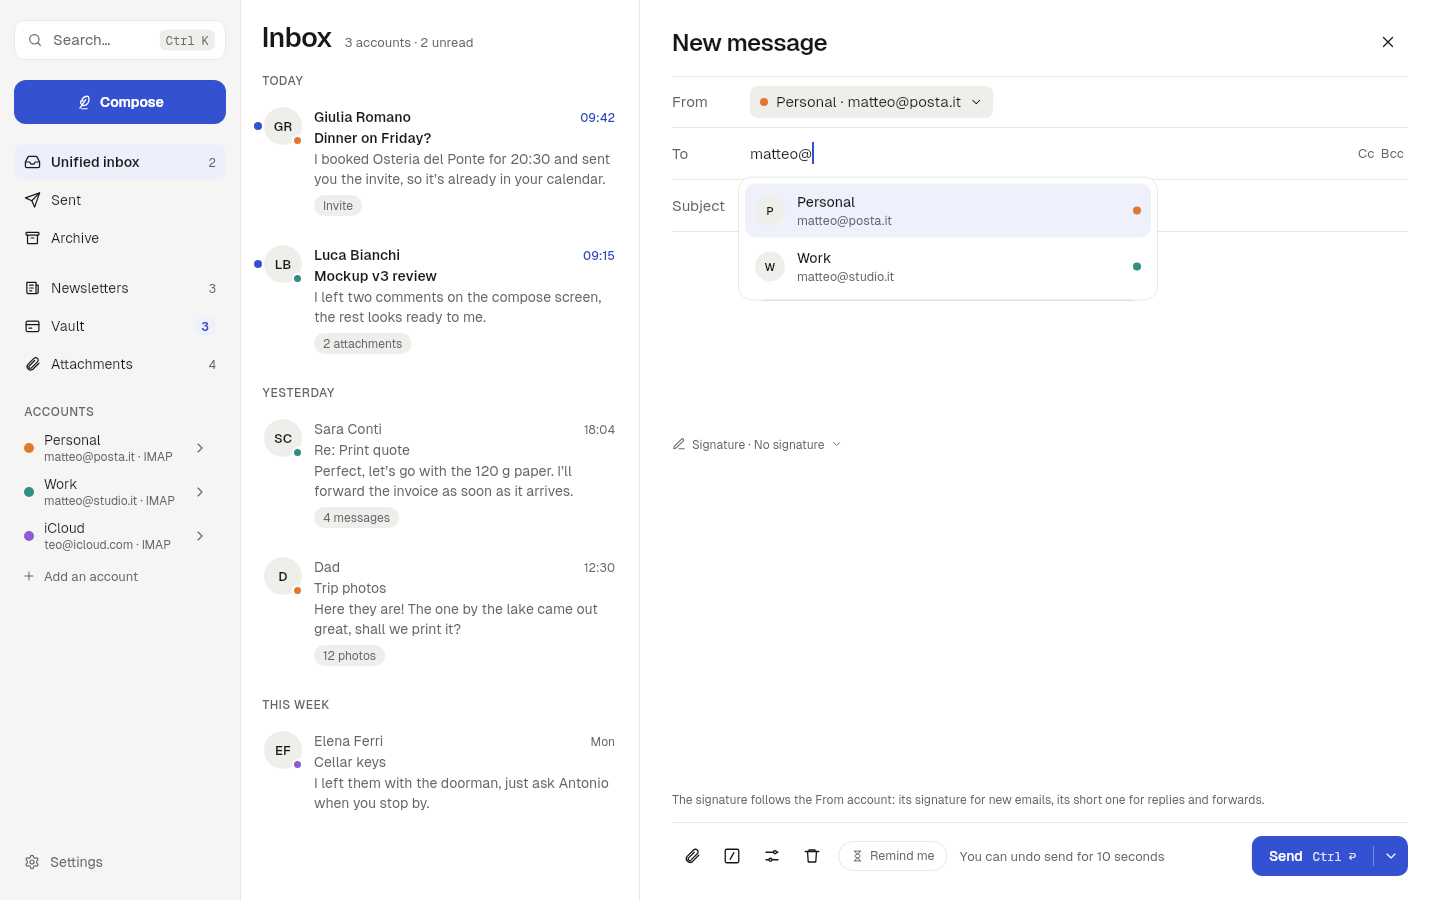 Search... Ctrl K
Compose
Unified inbox 2
Sent
Archive
Newsletters 3
Vault 3
Attachments 4
ACCOUNTS
Personal
matteo@posta.it · IMAP
Work
matteo@studio.it · IMAP
iCloud
teo@icloud.com · IMAP
Add an account
Settings
Inbox 3 accounts · 2 unread
TODAY
GR
Giulia Romano 09:42
Dinner on Friday?
I booked Osteria del Ponte for 20:30 and sent
you the invite, so it's already in your calendar.
Invite
LB
Luca Bianchi 09:15
Mockup v3 review
I left two comments on the compose screen,
the rest looks ready to me.
2 attachments
YESTERDAY
SC
Sara Conti 18:04
Re: Print quote
Perfect, let's go with the 120 g paper. I'll
forward the invoice as soon as it arrives.
4 messages
D
Dad 12:30
Trip photos
Here they are! The one by the lake came out
great, shall we print it?
12 photos
THIS WEEK
EF
Elena Ferri Mon
Cellar keys
I left them with the doorman, just ask Antonio
when you stop by.
New message
From Personal · matteo@posta.it
To matteo@ Cc Bcc
Subject
P
Personal
matteo@posta.it
W
Work
matteo@studio.it
Signature · No signature
The signature follows the From account: its signature for new emails, its short one for replies and forwards.
Remind me You can undo send for 10 seconds Send Ctrl